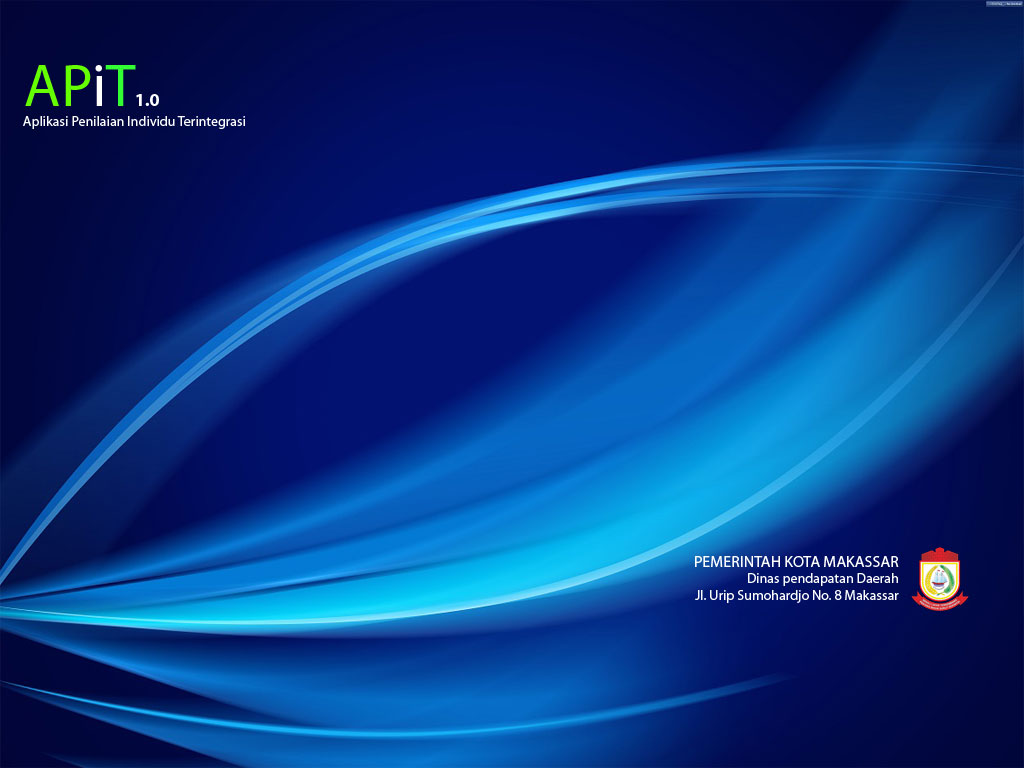 APiT 1.0
Aplikasi Penilaian Individu Terintegrasi
PEMERINTAH KOTA MAKASSAR
Dinas pendapatan Daerah
Jl. Urip Sumohardjo No. 8 Makassar